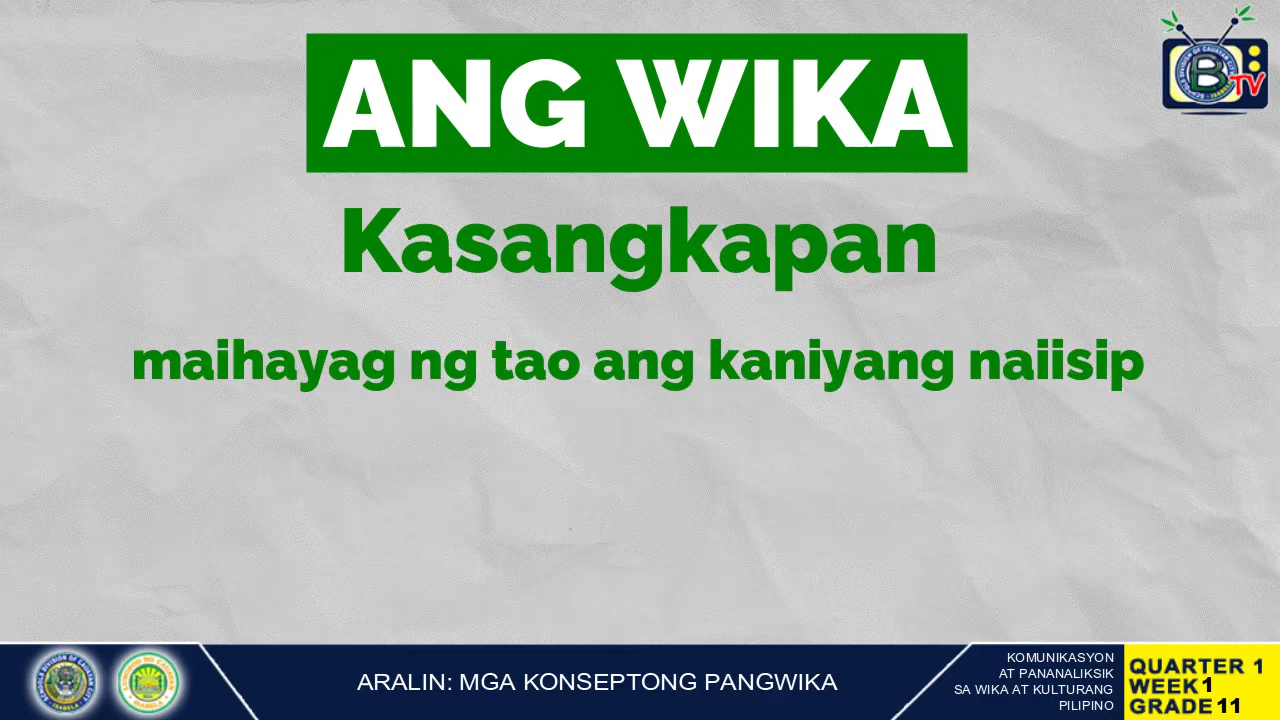 ANG WIKA
Kasangkapan
maihayag ng tao ang kaniyang naiisip
B
TV
ARALIN: MGA KONSEPTONG PANGWIKA
KOMUNIKASYON
AT PANANALIKSIK
SA WIKA AT KULTURANG
PILIPINO
QUARTER 1
WEEK 1
GRADE 11